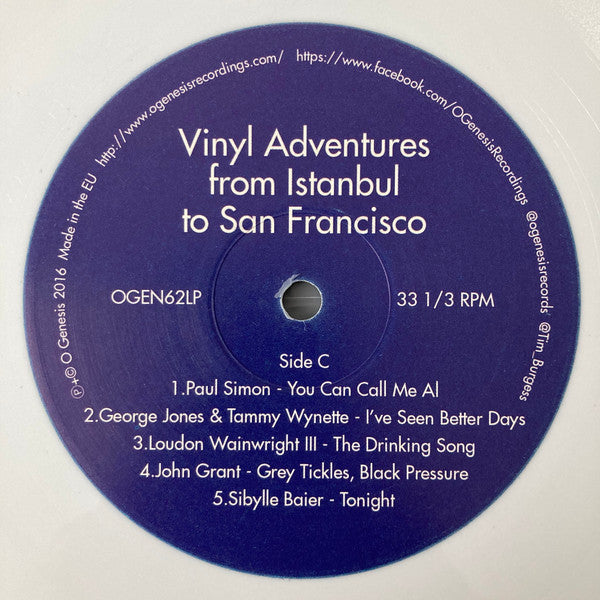 ℗+© O Genesis 2016 Made in the EU http://www.ogenesisrecordings.com/ https://www.facebook.com/OGenesisRecordings @ogenesisrecords @Tim_Burgess
Vinyl Adventures
from Istanbul
to San Francisco
OGEN62LP 33 1/3 RPM
Side C
1.Paul Simon - You Can Call Me Al
2.George Jones & Tammy Wynette - I've Seen Better Days
3.Loudon Wainwright III - The Drinking Song
4.John Grant - Grey Tickles, Black Pressure
5.Sibylle Baier - Tonight